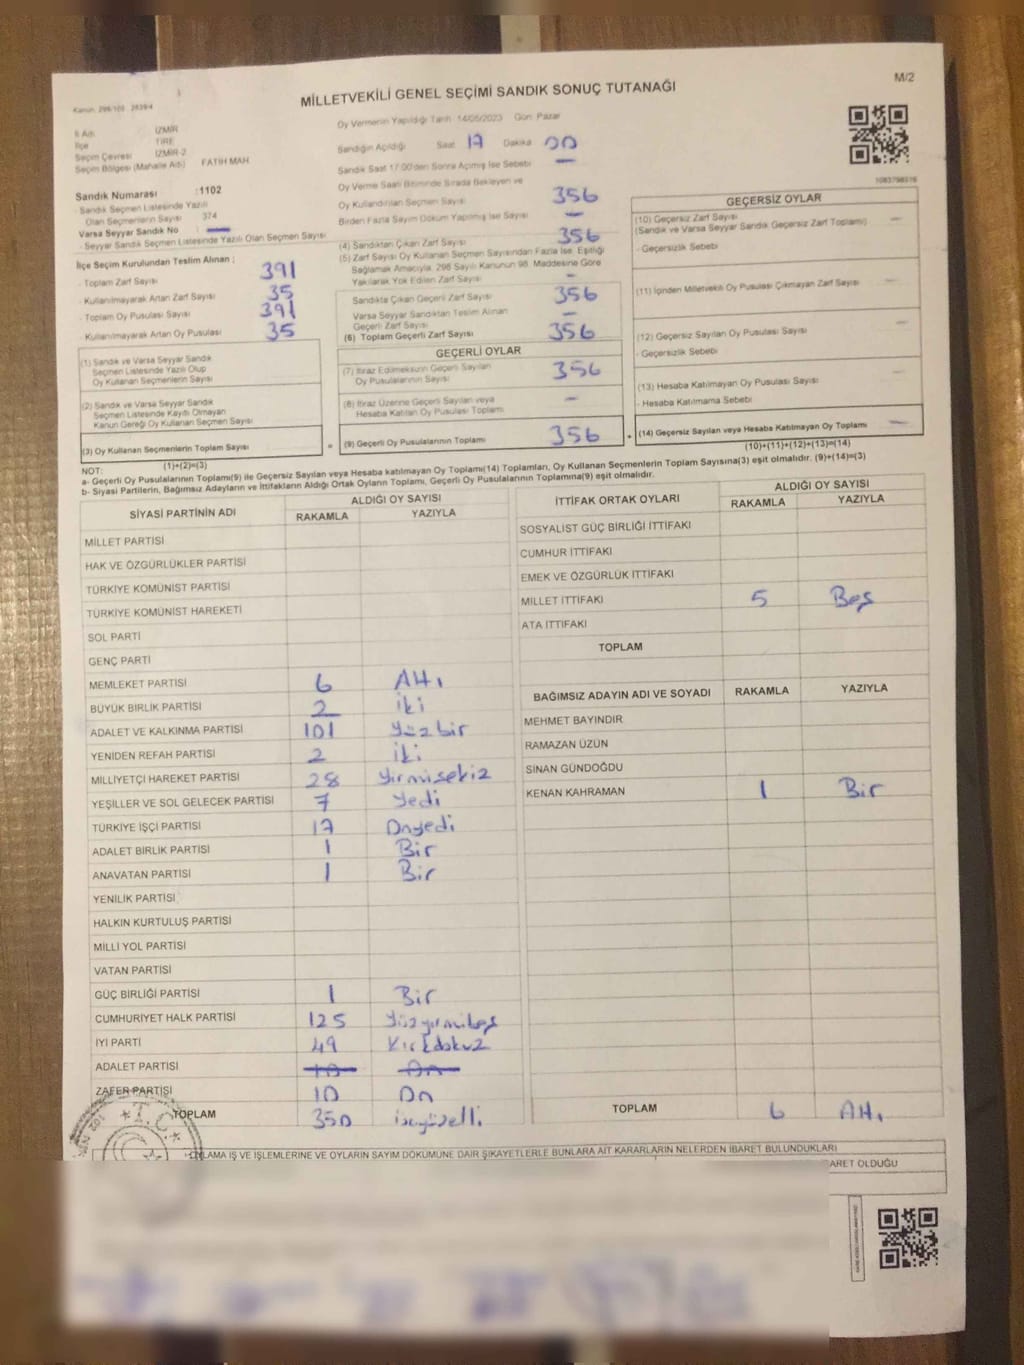 M/2
MİLLETVEKİLİ GENEL SEÇİMİ SANDIK SONUÇ TUTANAĞI
Kanun: 298/105 2839/4
İl Adı İZMİR
İlçe TİRE
Seçim Çevresi İZMİR-2
Seçim Bölgesi (Mahalle Adı) FATİH MAH
Sandık Numarası :1102
- Sandık Seçmen Listesinde Yazılı
Olan Seçmenlerin Sayısı 374
Varsa Seyyar Sandık No : —
- Seyyar Sandık Seçmen Listesinde Yazılı Olan Seçmen Sayısı
İlçe Seçim Kurulundan Teslim Alınan ;
- Toplam Zarf Sayısı 391
- Kullanılmayarak Artan Zarf Sayısı 35
- Toplam Oy Pusulası Sayısı 391
- Kullanılmayarak Artan Oy Pusulası 35
(1) Sandık ve Varsa Seyyar Sandık
Seçmen Listesinde Yazılı Olup
Oy Kullanan Seçmenlerin Sayısı
(2) Sandık ve Varsa Seyyar Sandık
Seçmen Listesinde Kaydı Olmayan
Kanun Gereği Oy Kullanan Seçmen Sayısı
(3) Oy Kullanan Seçmenlerin Toplam Sayısı
(1)+(2)=(3)
Oy Vermenin Yapıldığı Tarih: 14/05/2023 Gün: Pazar
Sandığın Açıldığı Saat 17 Dakika 00
Sandık Saat 17:00'den Sonra Açılmış İse Sebebi —
Oy Verme Saati Bitiminde Sırada Bekleyen ve
Oy Kullandırılan Seçmen Sayısı 356
Birden Fazla Sayım Döküm Yapılmış İse Sayısı —
(4) Sandıktan Çıkan Zarf Sayısı 356
(5) Zarf Sayısı Oy Kullanan Seçmen Sayısından Fazla İse, Eşitliği
Sağlamak Amacıyla, 298 Sayılı Kanunun 98. Maddesine Göre
Yakılarak Yok Edilen Zarf Sayısı —
Sandıkta Çıkan Geçerli Zarf Sayısı 356
Varsa Seyyar Sandıktan Teslim Alınan
Geçerli Zarf Sayısı —
(6) Toplam Geçerli Zarf Sayısı 356
GEÇERLİ OYLAR
(7) İtiraz Edilmeksizin Geçerli Sayılan
Oy Pusulalarının Sayısı 356
(8) İtiraz Üzerine Geçerli Sayılan veya
Hesaba Katılan Oy Pusulası Toplamı —
= (9) Geçerli Oy Pusulalarının Toplamı 356 +
1083798516
GEÇERSİZ OYLAR
(10) Geçersiz Zarf Sayısı —
(Sandık ve Varsa Seyyar Sandık Geçersiz Zarf Toplamı)
- Geçersizlik Sebebi
(11) İçinden Milletvekili Oy Pusulası Çıkmayan Zarf Sayısı —
(12) Geçersiz Sayılan Oy Pusulası Sayısı —
- Geçersizlik Sebebi
(13) Hesaba Katılmayan Oy Pusulası Sayısı —
- Hesaba Katılmama Sebebi
(14) Geçersiz Sayılan veya Hesaba Katılmayan Oy Toplamı —
(10)+(11)+(12)+(13)=(14)
NOT:
a- Geçerli Oy Pusulalarının Toplam(9) ile Geçersiz Sayılan veya Hesaba katılmayan Oy Toplamı(14) Toplamları, Oy Kullanan Seçmenlerin Toplam Sayısına(3) eşit olmalıdır. (9)+(14)=(3)
b- Siyasi Partilerin, Bağımsız Adayların ve İttifakların Aldığı Ortak Oyların Toplamı, Geçerli Oy Pusulalarının Toplamına(9) eşit olmalıdır.
SİYASİ PARTİNİN ADI ALDIĞI OY SAYISI
RAKAMLA YAZIYLA
MİLLET PARTİSİ
HAK VE ÖZGÜRLÜKLER PARTİSİ
TÜRKİYE KOMÜNİST PARTİSİ
TÜRKİYE KOMÜNİST HAREKETİ
SOL PARTİ
GENÇ PARTİ
MEMLEKET PARTİSİ 6 Altı
BÜYÜK BİRLİK PARTİSİ 2 İki
ADALET VE KALKINMA PARTİSİ 101 Yüzbir
YENİDEN REFAH PARTİSİ 2 İki
MİLLİYETÇİ HAREKET PARTİSİ 28 Yirmisekiz
YEŞİLLER VE SOL GELECEK PARTİSİ 7 Yedi
TÜRKİYE İŞÇİ PARTİSİ 17 Onyedi
ADALET BİRLİK PARTİSİ 1 Bir
ANAVATAN PARTİSİ 1 Bir
YENİLİK PARTİSİ
HALKIN KURTULUŞ PARTİSİ
MİLLİ YOL PARTİSİ
VATAN PARTİSİ
GÜÇ BİRLİĞİ PARTİSİ 1 Bir
CUMHURİYET HALK PARTİSİ 125 Yüzyirmibeş
İYİ PARTİ 49 Kırkdokuz
ADALET PARTİSİ 10 On
ZAFER PARTİSİ 10 On
TOPLAM 350 üçyüzelli
İTTİFAK ORTAK OYLARI ALDIĞI OY SAYISI
RAKAMLA YAZIYLA
SOSYALİST GÜÇ BİRLİĞİ İTTİFAKI
CUMHUR İTTİFAKI
EMEK VE ÖZGÜRLÜK İTTİFAKI
MİLLET İTTİFAKI 5 Beş
ATA İTTİFAKI
TOPLAM
BAĞIMSIZ ADAYIN ADI VE SOYADI RAKAMLA YAZIYLA
MEHMET BAYINDIR
RAMAZAN ÜZÜN
SİNAN GÜNDOĞDU
KENAN KAHRAMAN 1 Bir
TOPLAM 6 Altı
T.C.
OYLAMA İŞ VE İŞLEMLERİNE VE OYLARIN SAYIM DÖKÜMÜNE DAİR ŞİKAYETLERLE BUNLARA AİT KARARLARIN NELERDEN İBARET BULUNDUKLARI
ARET OLDUĞU